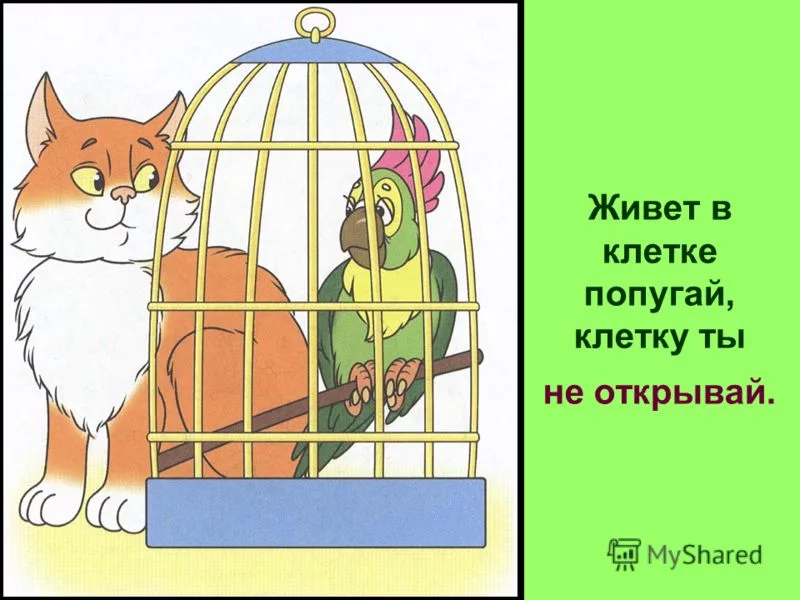 Живет в
клетке
попугай,
клетку ты
не открывай.
MyShared